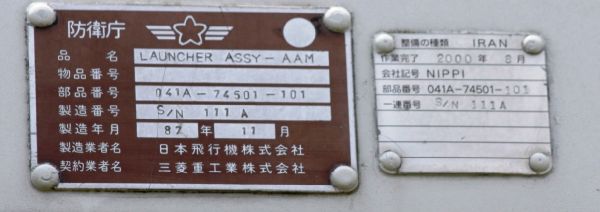 防衛庁
品 名 LAUNCHER ASSY-AAM
物品番号
部品番号 041A-74501-101
製造番号 S/N 111A
製造年月 87 年 11 月
製造業者名 日本飛行機株式会社
契約業者名 三菱重工業株式会社
整備の種類 IRAN
作業完了 2000 年 8 月
会社記号 NIPPI
部品番号 041A-74501-101
一連番号 S/N 111A